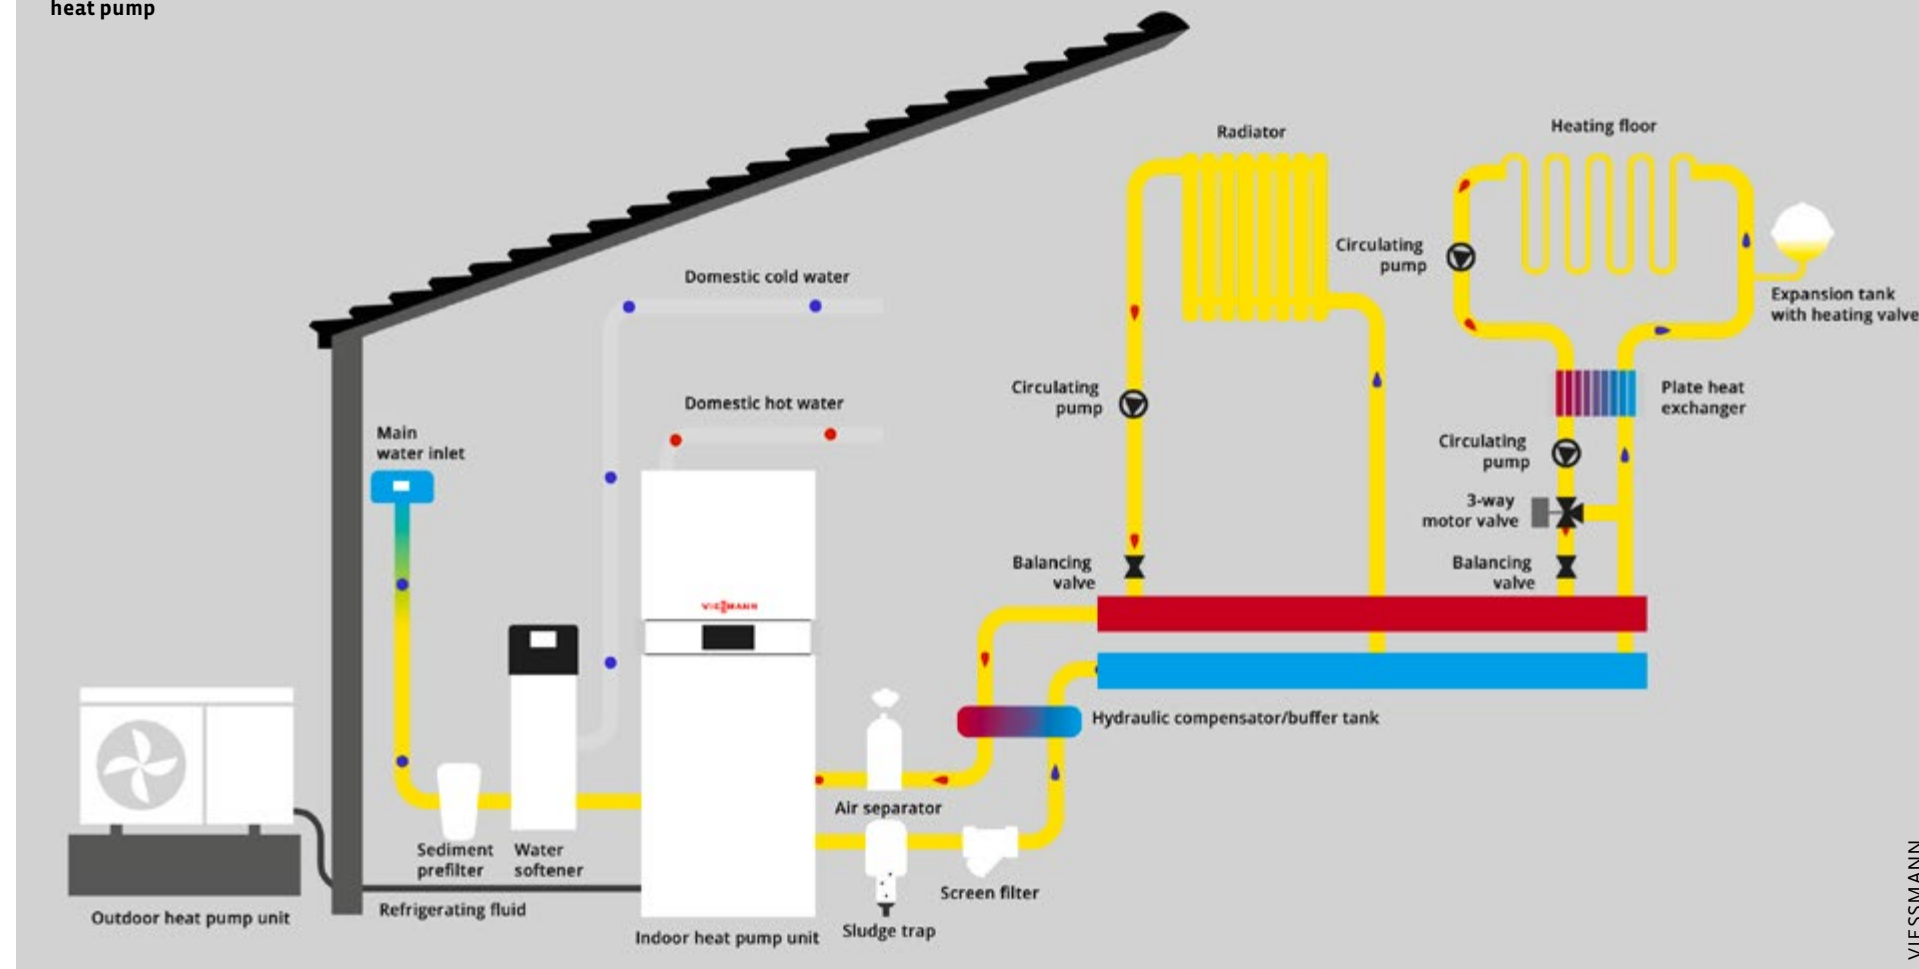 heat pump
Radiator
Heating floor
Circulating
pump
Domestic cold water
Expansion tank
with heating valve
Circulating
pump
Plate heat
exchanger
Domestic hot water
Main
water inlet
Circulating
pump
3-way
motor valve
Balancing
valve
Balancing
valve
VIESSMANN
Hydraulic compensator/buffer tank
Air separator
Sediment
prefilter
Water
softener
Screen filter
Refrigerating fluid
Outdoor heat pump unit
Sludge trap
Indoor heat pump unit
VIESSMANN